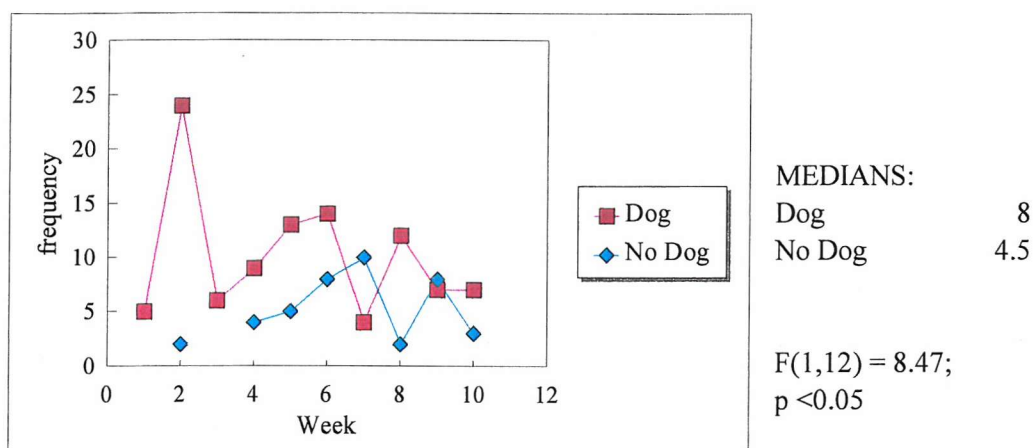 30
25
20
15
10
5
0
frequency
0 2 4 6 8 10 12
Week
Dog
No Dog
MEDIANS:
Dog 8
No Dog 4.5
F(1,12) = 8.47;
p <0.05